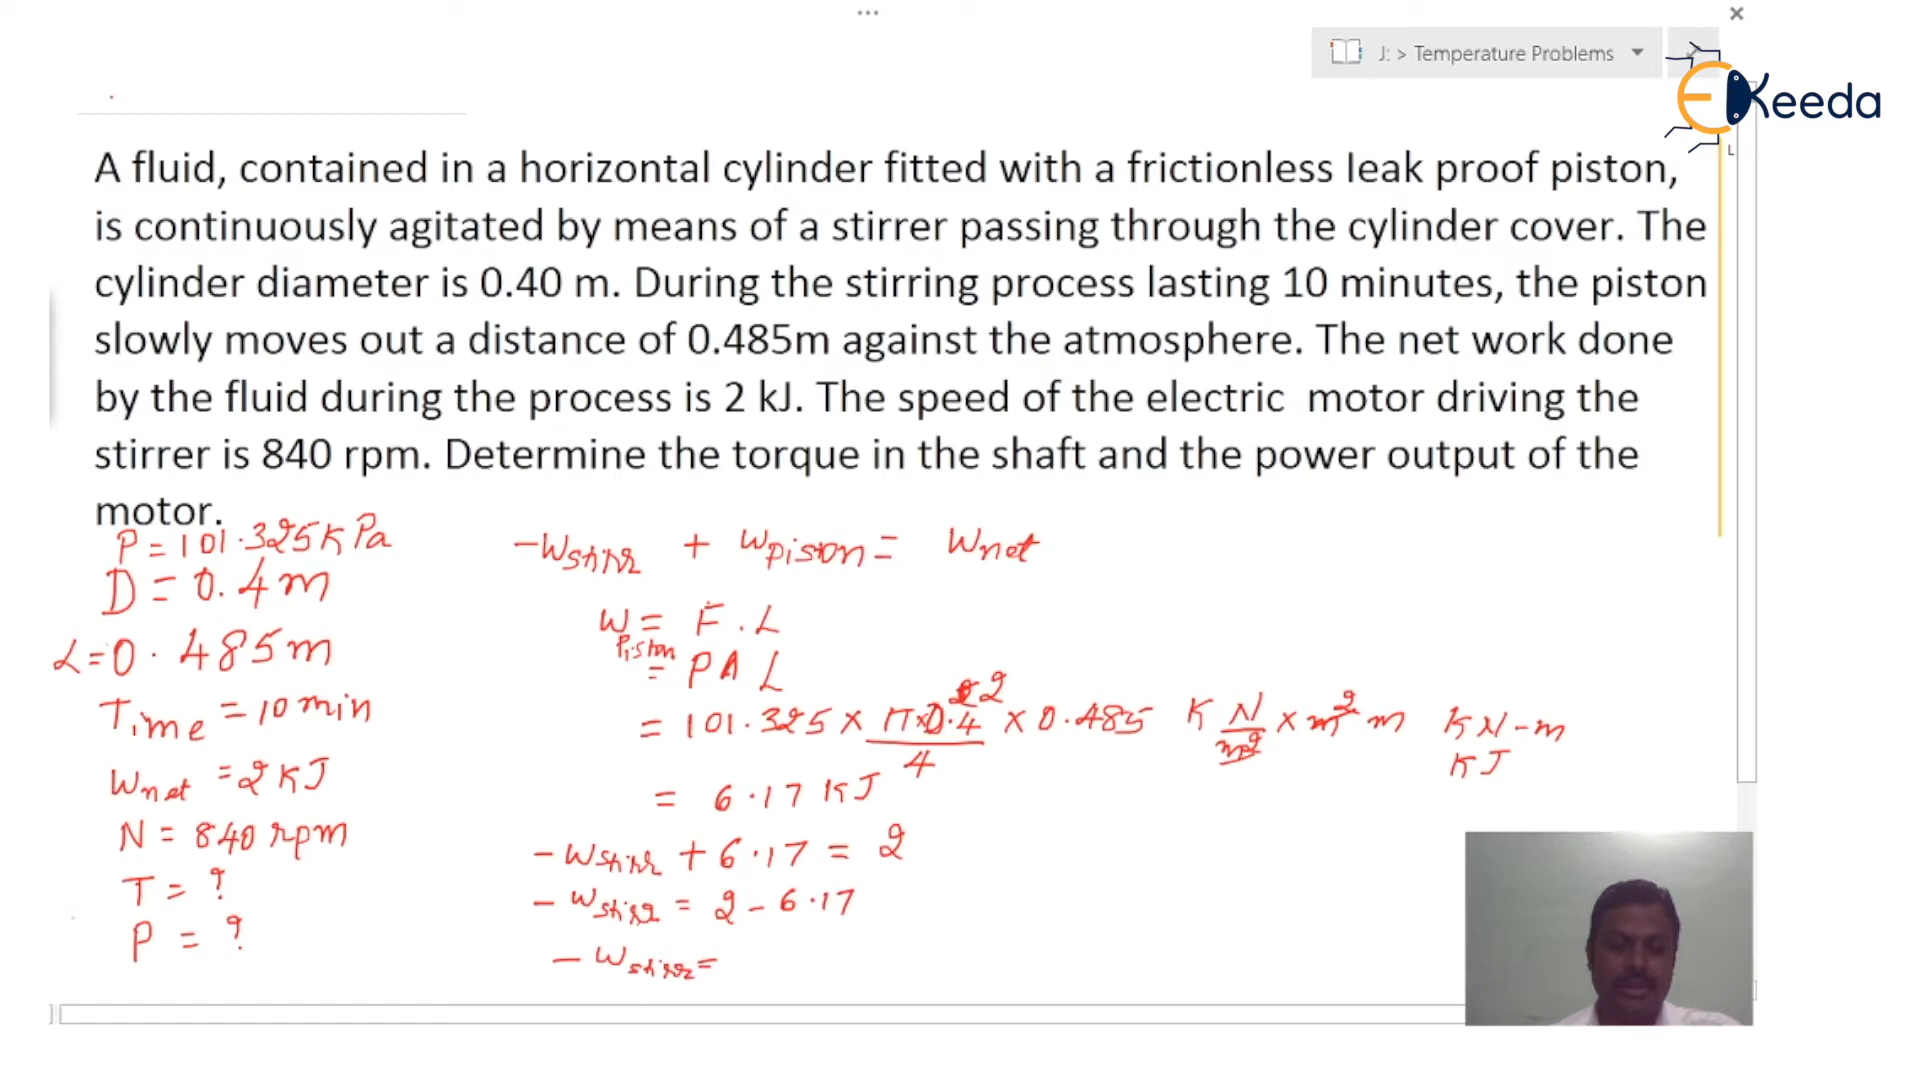 J: > Temperature Problems
EKeeda
A fluid, contained in a horizontal cylinder fitted with a frictionless leak proof piston,
is continuously agitated by means of a stirrer passing through the cylinder cover. The
cylinder diameter is 0.40 m. During the stirring process lasting 10 minutes, the piston
slowly moves out a distance of 0.485m against the atmosphere. The net work done
by the fluid during the process is 2 kJ. The speed of the electric  motor driving the
stirrer is 840 rpm. Determine the torque in the shaft and the power output of the
motor.
P = 101.325 KPa
D = 0.4 m
L = 0.485 m
Time = 10 min
Wnet = 2 KJ
N = 840 rpm
T = ?
P = ?
-Wstirr + Wpiston = Wnet
W piston = F . L
= P A L
= 101.325 × π×0.4² / 4 × 0.485 K N/m² × m² m KN-m
KJ
= 6.17 KJ
- Wstirr + 6.17 = 2
- Wstirr = 2 - 6.17
- Wstirr =